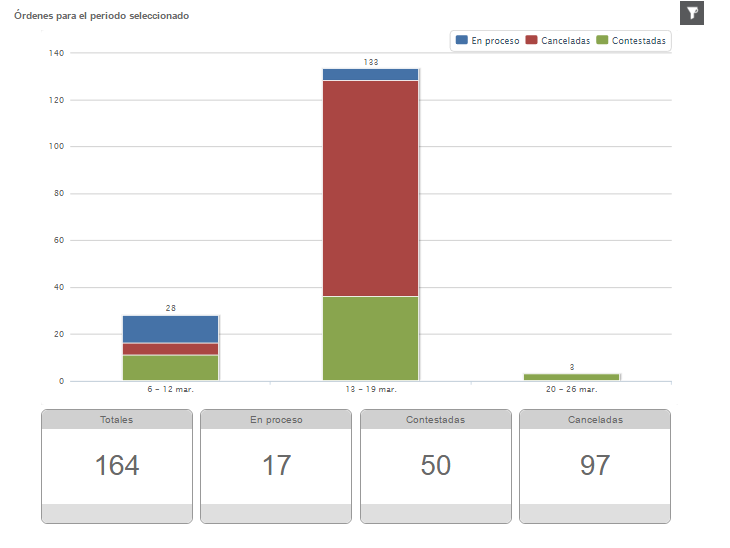 Órdenes para el período seleccionado
En proceso Canceladas Contestadas
140
133
120
100
80
60
40
28
20
3
0
6 - 12 mar. 13 - 19 mar. 20 - 26 mar.
Totales En proceso Contestadas Canceladas
164 17 50 97